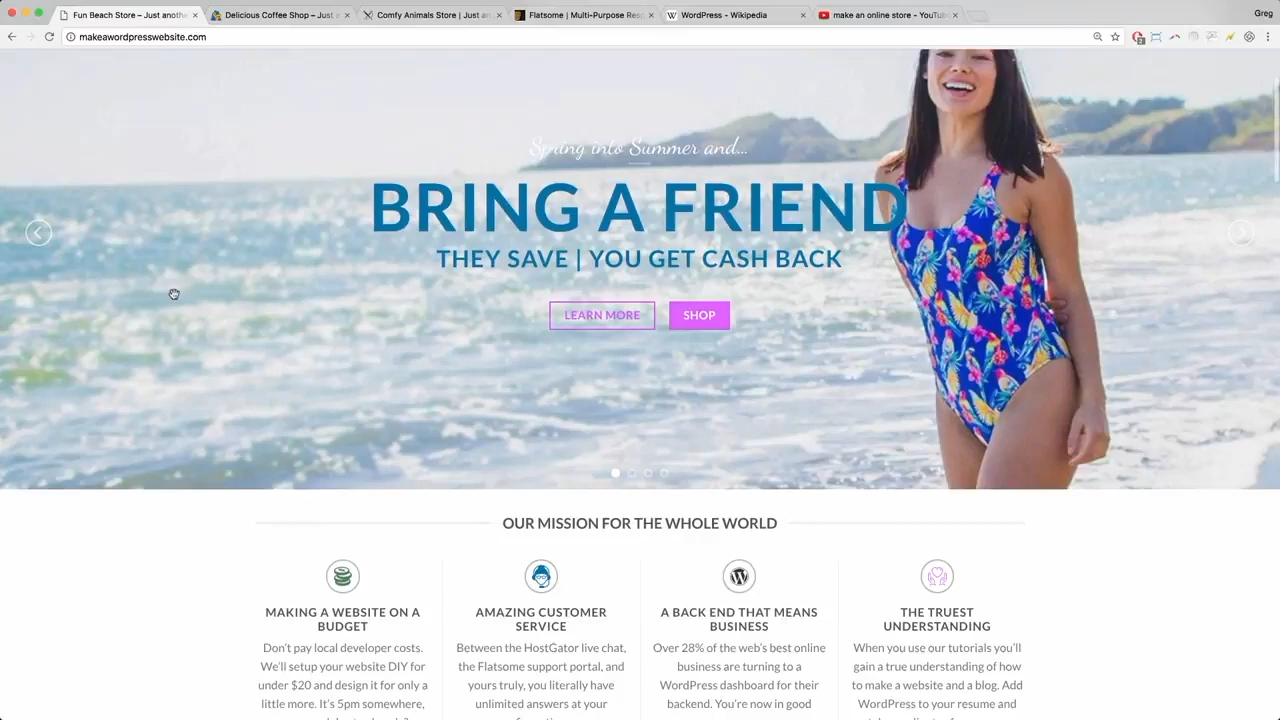 Fun Beach Store – Just anoth
Delicious Coffee Shop – Just a
Comfy Animals Store | Just an
Flatsome | Multi-Purpose Res
WordPress - Wikipedia
make an online store - YouTub
Greg
makeawordpresswebsite.com
Spring into Summer and...
BRING A FRIEND
THEY SAVE | YOU GET CASH BACK
LEARN MORE
SHOP
OUR MISSION FOR THE WHOLE WORLD
MAKING A WEBSITE ON A
BUDGET
Don't pay local developer costs.
We'll setup your website DIY for
under $20 and design it for only a
little more. It's 5pm somewhere,
AMAZING CUSTOMER
SERVICE
Between the HostGator live chat,
the Flatsome support portal, and
yours truly, you literally have
unlimited answers at your
A BACK END THAT MEANS
BUSINESS
Over 28% of the web's best online
business are turning to a
WordPress dashboard for their
backend. You're now in good
THE TRUEST
UNDERSTANDING
When you use our tutorials you'll
gain a true understanding of how
to make a website and a blog. Add
WordPress to your resume and